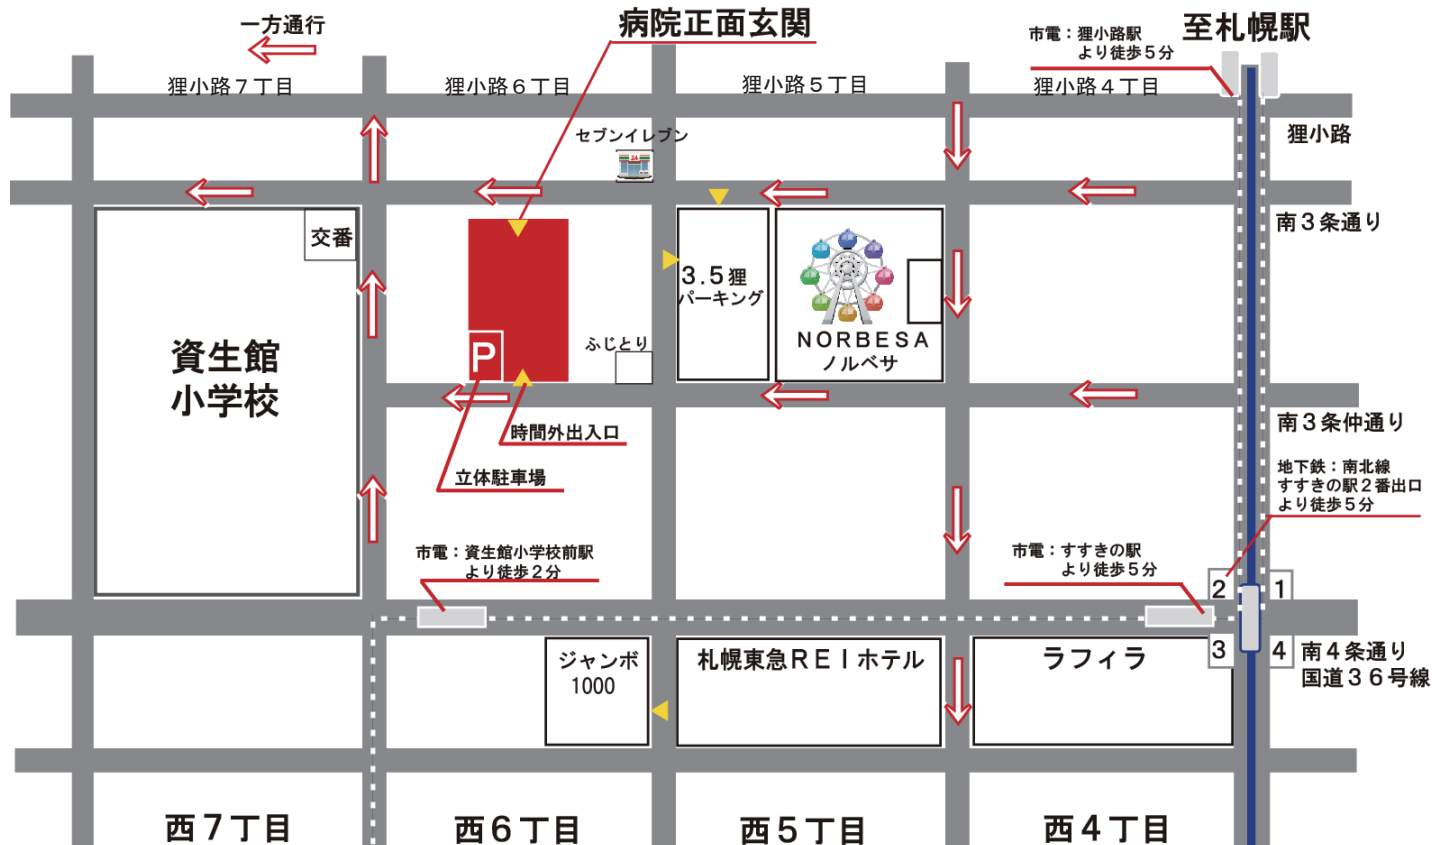 一方通行
病院正面玄関
市電：狸小路駅
より徒歩５分
至札幌駅
狸小路７丁目
狸小路６丁目
狸小路５丁目
狸小路４丁目
セブンイレブン
狸小路
南３条通り
交番
3.5狸
パーキング
NORBESA
ノルベサ
資生館
小学校
P
ふじとり
時間外出入口
立体駐車場
南３条仲通り
地下鉄：南北線
すすきの駅２番出口
より徒歩５分
市電：資生館小学校前駅
より徒歩２分
市電：すすきの駅
より徒歩５分
2
1
3
4
南４条通り
国道３６号線
ジャンボ
1000
札幌東急ＲＥＩホテル
ラフィラ
西７丁目
西６丁目
西５丁目
西４丁目